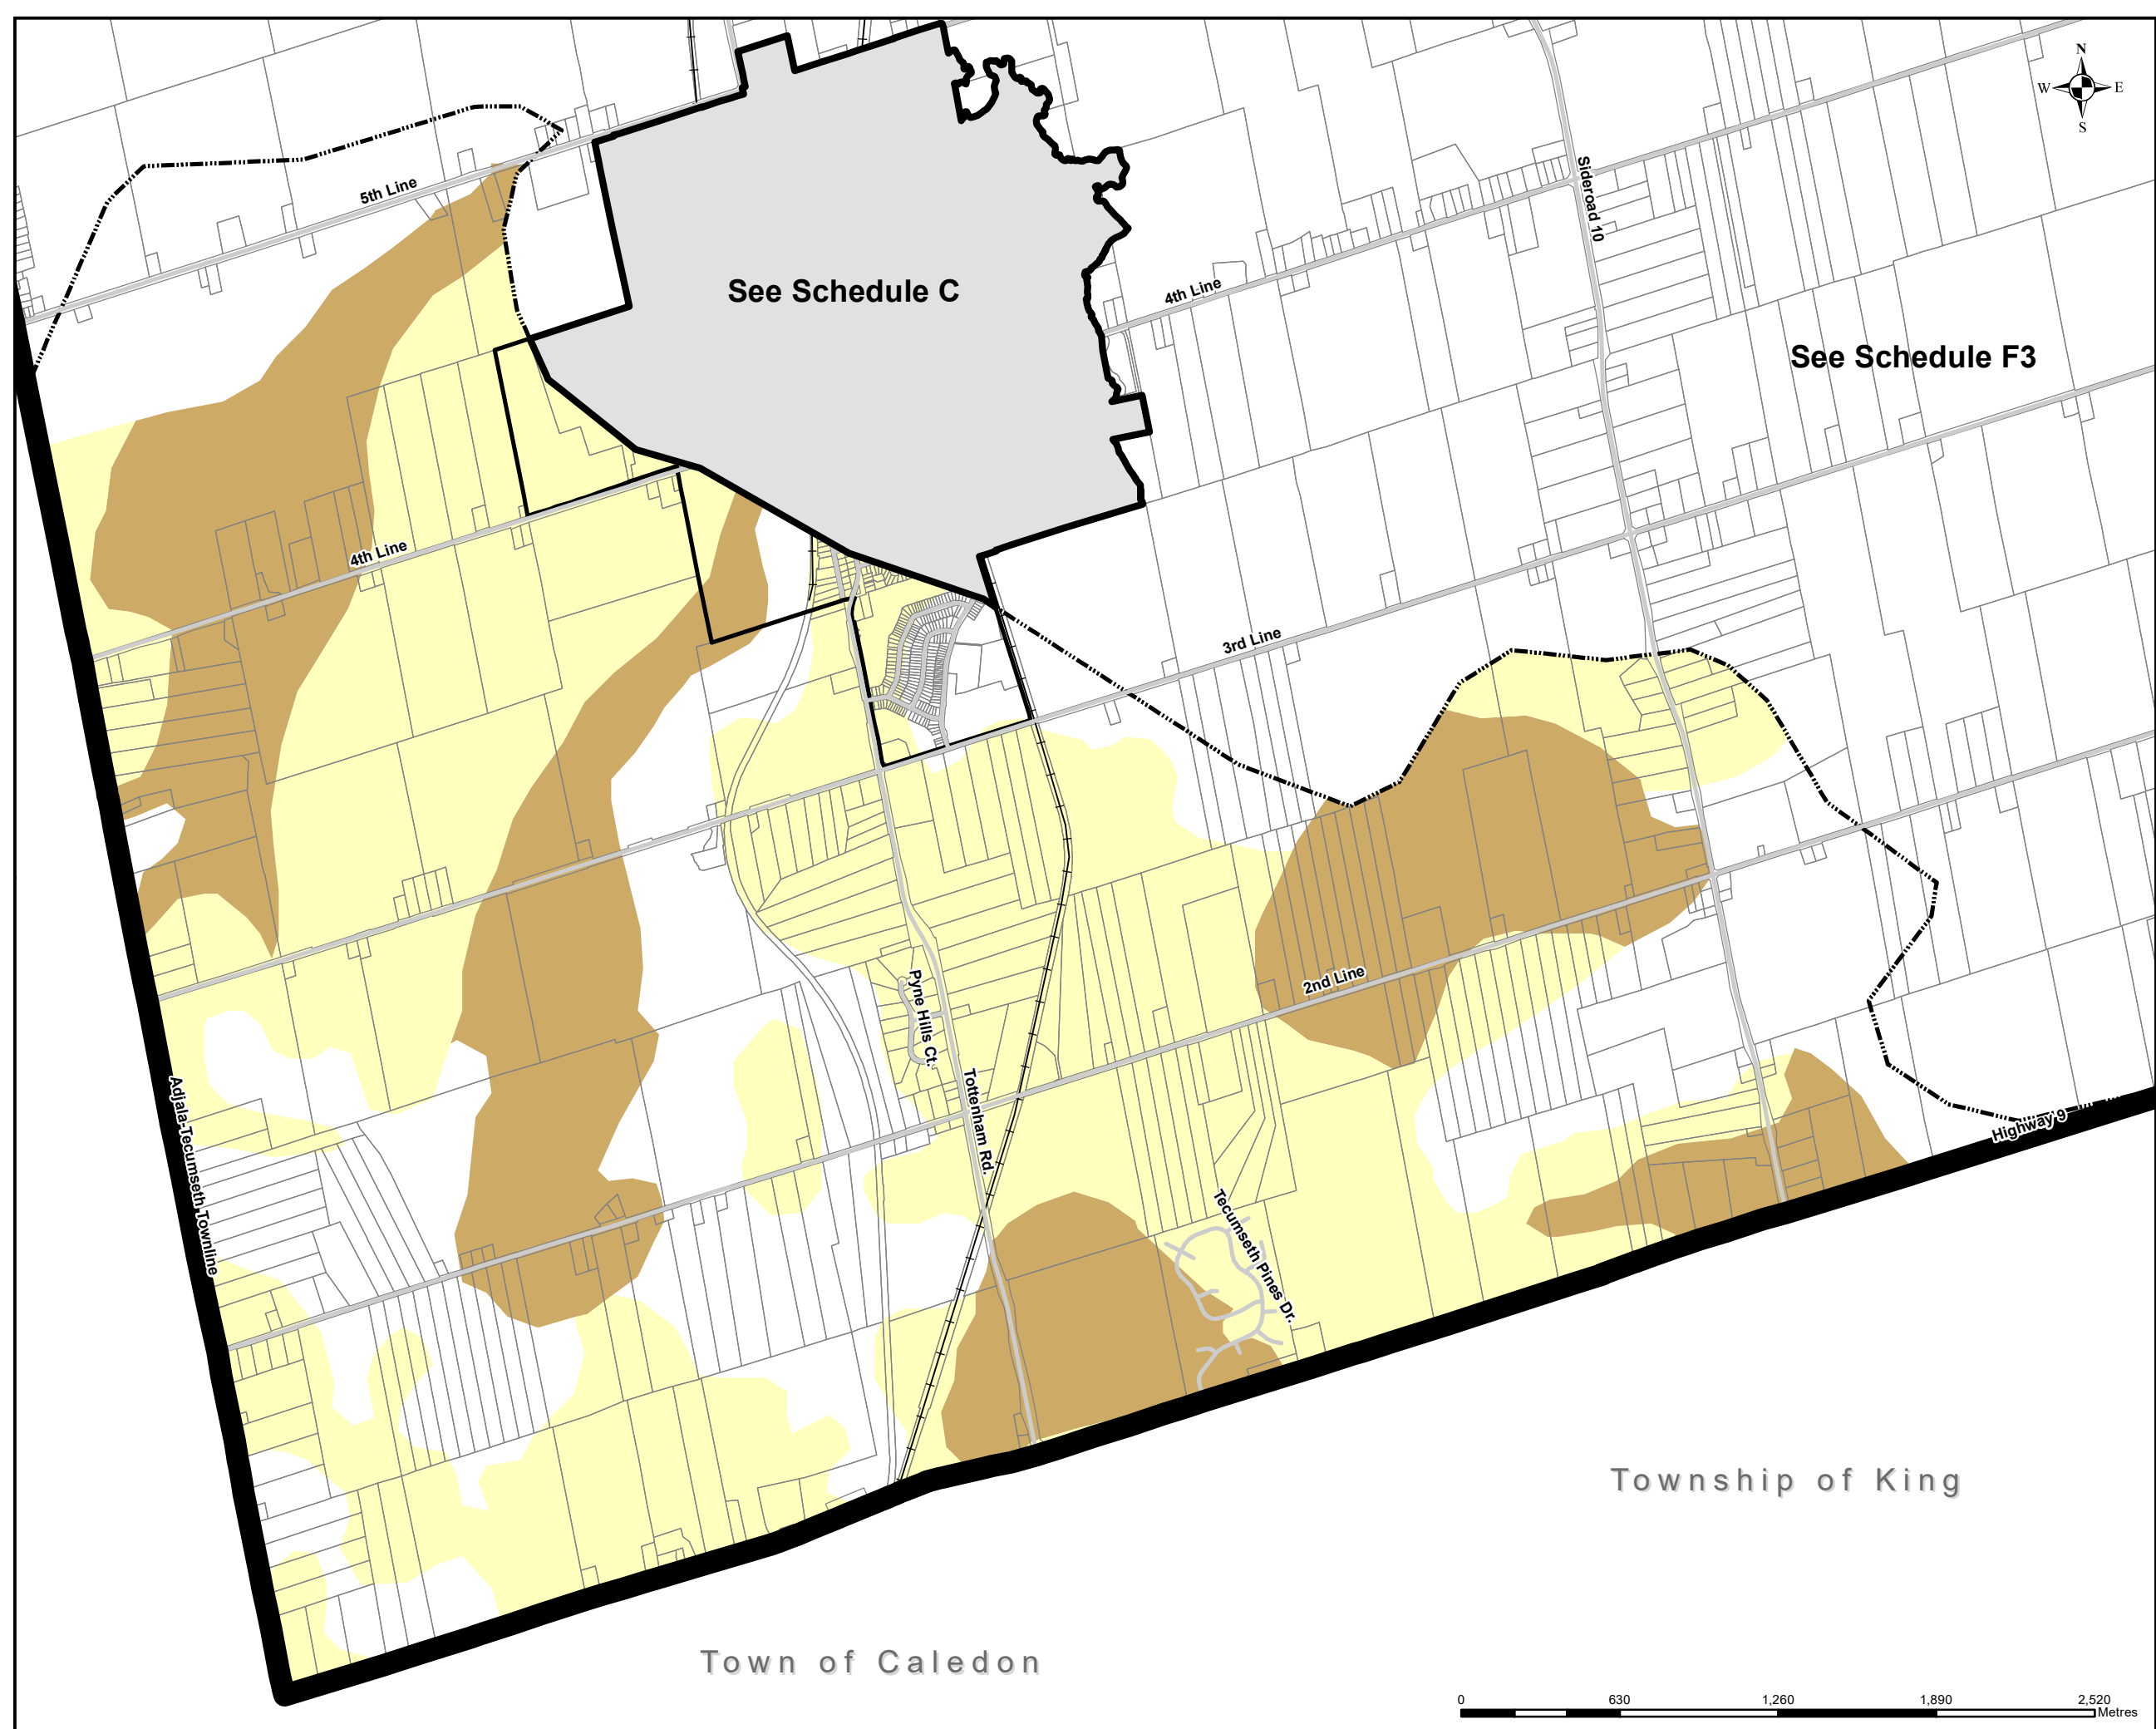 N
W E
S
5th Line
Sideroad 10
See Schedule C
4th Line
See Schedule F3
4th Line
3rd Line
2nd Line
Pyne Hills Ct.
Tottenham Rd.
Adjala-Tecumseth Townline
Highway 9
Tecumseth Pines Dr.
Township of King
Town of Caledon
0 630 1,260 1,890 2,520
Metres